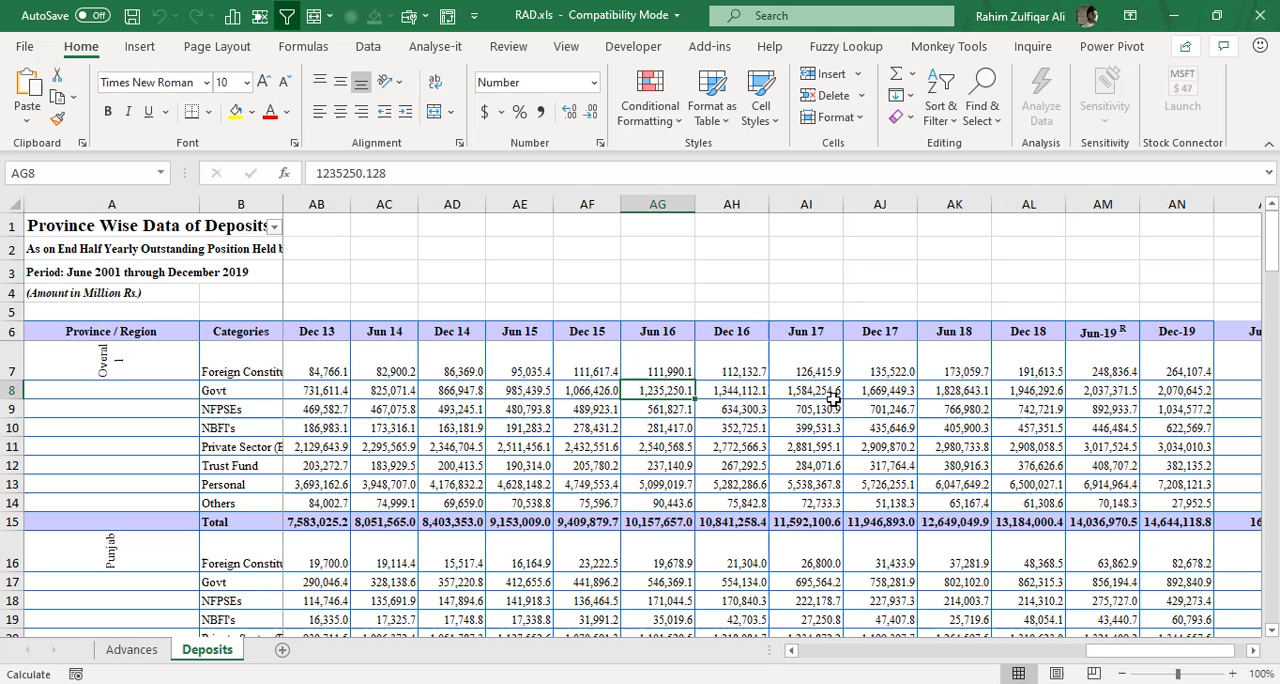 AutoSave Off RAD.xls - Compatibility Mode Search Rahim Zulfiqar Ali
File Home Insert Page Layout Formulas Data Analyse-it Review View Developer Add-ins Help Fuzzy Lookup Monkey Tools Inquire Power Pivot
Paste Times New Roman 10 Number Conditional Formatting Format as Table Cell Styles Insert Delete Format Sort & Filter Find & Select Analyze Data Sensitivity MSFT $ 47 Launch
Clipboard Font Alignment Number Styles Cells Editing Analysis Sensitivity Stock Connector
AG8 fx 1235250.128
A B AB AC AD AE AF AG AH AI AJ AK AL AM AN
1 Province Wise Data of Deposits
2 As on End Half Yearly Outstanding Position Held
3 Period: June 2001 through December 2019
4 (Amount in Million Rs.)
5
6 Province / Region Categories Dec 13 Jun 14 Dec 14 Jun 15 Dec 15 Jun 16 Dec 16 Jun 17 Dec 17 Jun 18 Dec 18 Jun-19 R Dec-19
7 Overal l Foreign Constitu 84,766.1 82,900.2 86,369.0 95,035.4 111,617.4 111,990.1 112,132.7 126,415.9 135,522.0 173,059.7 191,613.5 248,836.4 264,107.4
8 Govt 731,611.4 825,071.4 866,947.8 985,439.5 1,066,426.0 1,235,250.1 1,344,112.1 1,584,254.6 1,669,449.3 1,828,643.1 1,946,292.6 2,037,371.5 2,070,645.2
9 NFPSEs 469,582.7 467,075.8 493,245.1 480,793.8 489,923.1 561,827.1 634,300.3 705,130.9 701,246.7 766,980.2 742,721.9 892,933.7 1,034,577.2
10 NBFI's 186,983.1 173,316.1 163,181.9 191,283.2 278,431.2 281,417.0 352,725.1 399,531.3 435,646.9 405,900.3 457,351.5 446,484.5 622,569.7
11 Private Sector (B 2,129,643.9 2,295,565.9 2,346,704.5 2,511,456.1 2,432,551.6 2,540,568.5 2,772,566.3 2,881,595.1 2,909,870.2 2,980,733.8 2,908,058.5 3,017,524.5 3,034,010.3
12 Trust Fund 203,272.7 183,929.5 200,413.5 190,314.0 205,780.2 237,140.9 267,292.5 284,071.6 317,764.4 380,916.3 376,626.6 408,707.2 382,135.2
13 Personal 3,693,162.6 3,948,707.0 4,176,832.2 4,628,148.2 4,749,553.4 5,099,019.7 5,282,286.6 5,538,367.8 5,726,255.1 6,047,649.2 6,500,027.1 6,914,964.4 7,208,121.3
14 Others 84,002.7 74,999.1 69,659.0 70,538.8 75,596.7 90,443.6 75,842.8 72,733.3 51,138.3 65,167.4 61,308.6 70,148.3 27,952.5
15 Total 7,583,025.2 8,051,565.0 8,403,353.0 9,153,009.0 9,409,879.7 10,157,657.0 10,841,258.4 11,592,100.6 11,946,893.0 12,649,049.9 13,184,000.4 14,036,970.5 14,644,118.8 16
16 Punjab Foreign Constitu 19,700.0 19,114.4 15,517.4 16,164.9 23,222.5 19,678.9 21,304.0 26,800.0 31,433.9 37,281.9 48,368.5 63,862.9 82,678.2
17 Govt 290,046.4 328,138.6 357,220.8 412,655.6 441,896.2 546,369.1 554,134.0 695,564.2 758,281.9 802,102.0 862,315.3 856,194.4 892,840.9
18 NFPSEs 114,746.4 135,691.9 147,894.6 141,918.3 136,464.5 171,044.5 170,840.3 222,178.7 227,937.3 214,003.7 214,310.2 275,727.0 429,273.4
19 NBFI's 16,335.0 17,325.7 17,748.8 17,338.8 31,991.2 35,019.6 42,703.5 27,250.8 47,407.8 25,719.6 48,054.1 43,440.7 60,793.6
Advances Deposits
Calculate 100%